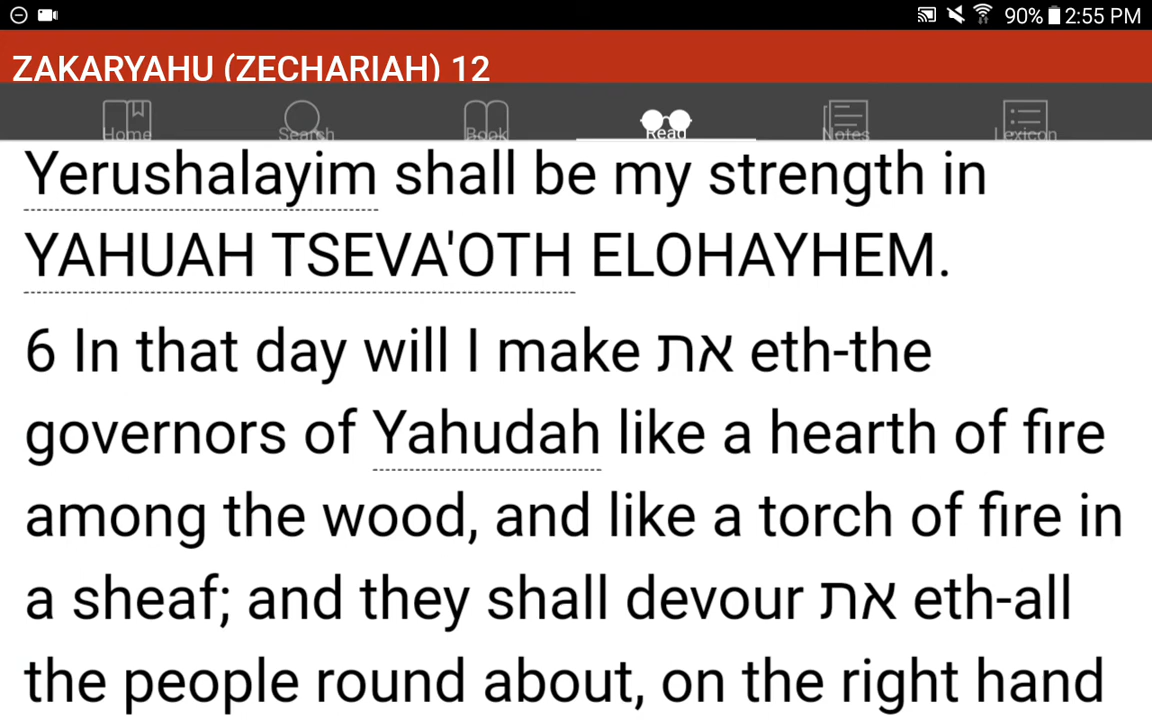 90% 2:55 PM
ZAKARYAHU (ZECHARIAH) 12
Home Search Book Read Notes Lexicon
Yerushalayim shall be my strength in
YAHUAH TSEVA'OTH ELOHAYHEM.
6 In that day will I make את eth-the
governors of Yahudah like a hearth of fire
among the wood, and like a torch of fire in
a sheaf; and they shall devour את eth-all
the people round about, on the right hand